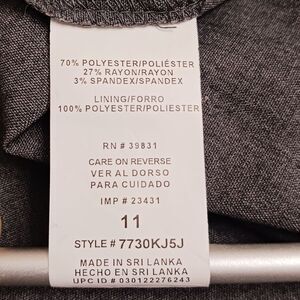 70% POLYESTER/POLIÉSTER
27% RAYON/RAYON
3% SPANDEX/SPANDEX
LINING/FORRO
100% POLYESTER/POLIESTER
RN # 39831
CARE ON REVERSE
VER AL DORSO
PARA CUIDADO
IMP # 23431
11
STYLE # 7730KJ5J
MADE IN SRI LANKA
HECHO EN SRI LANKA
UPC ID # 030122276243